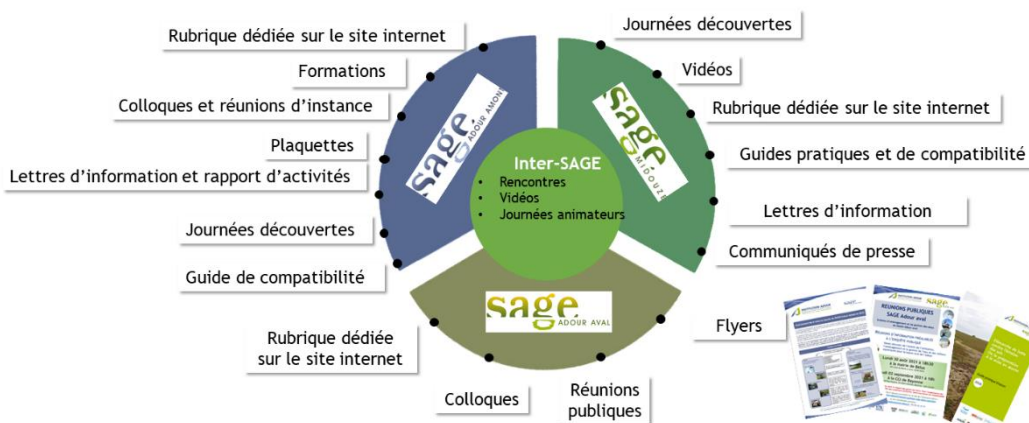 Rubrique dédiée sur le site internet
Formations
Colloques et réunions d'instance
Plaquettes
Lettres d'information et rapport d'activités
Journées découvertes
Guide de compatibilité
sage
ADOUR AMONT
Journées découvertes
Vidéos
Rubrique dédiée sur le site internet
Guides pratiques et de compatibilité
Lettres d'information
Communiqués de presse
sage
MIDOUZE
Inter-SAGE
• Rencontres
• Vidéos
• Journées animateurs
sage
ADOUR AVAL
Rubrique dédiée
sur le site internet
Colloques
Réunions
publiques
Flyers
sage
REUNIONS PUBLIQUES
SAGE Adour aval